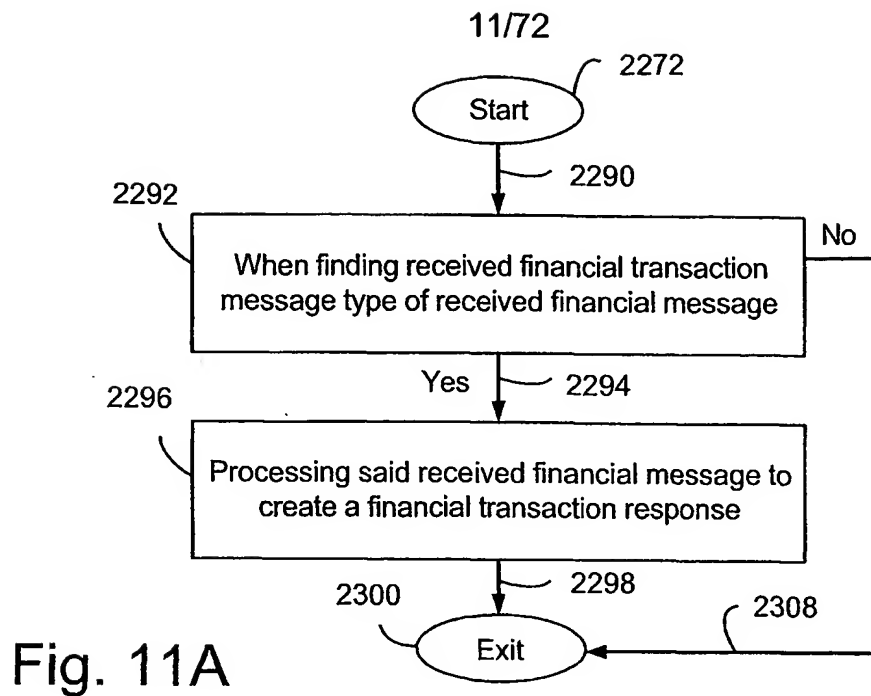 11/72
2272
Start
2290
2292
No
When finding received financial transaction
message type of received financial message
Yes
2294
2296
Processing said received financial message to
create a financial transaction response
2298
2300
2308
Exit
Fig. 11A